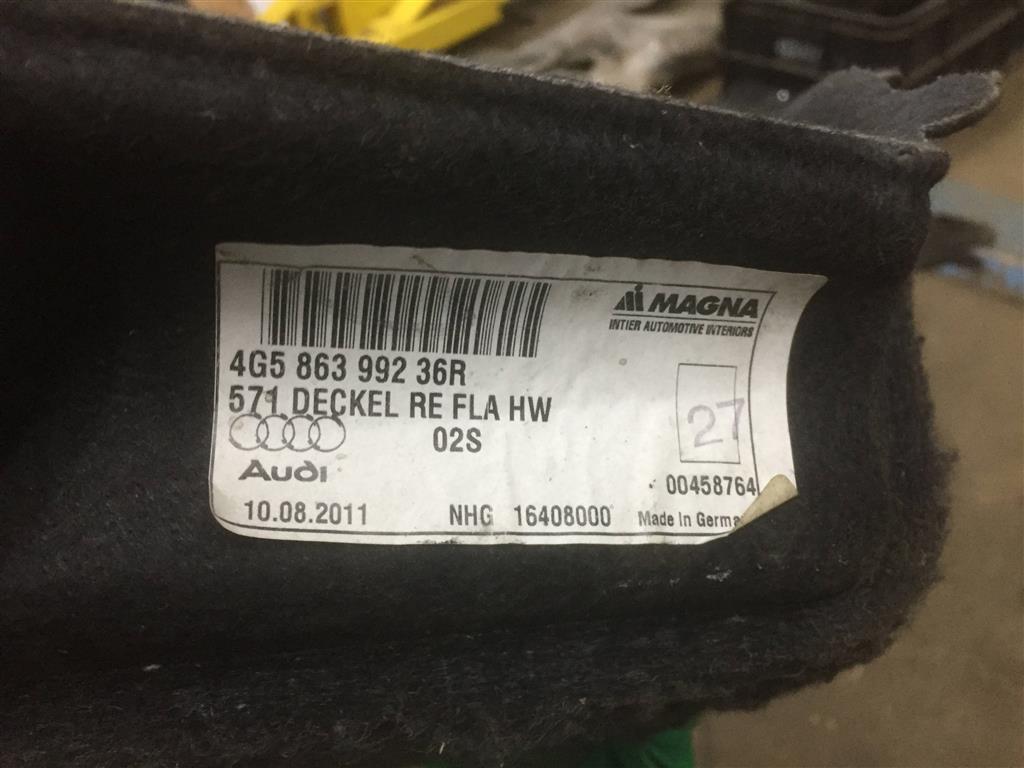 MAGNA
INTIER AUTOMOTIVE INTERIORS
4G5 863 992 36R
571 DECKEL RE FLA HW
02S
27
Audi
00458764
10.08.2011 NHG 16408000 Made In Germa